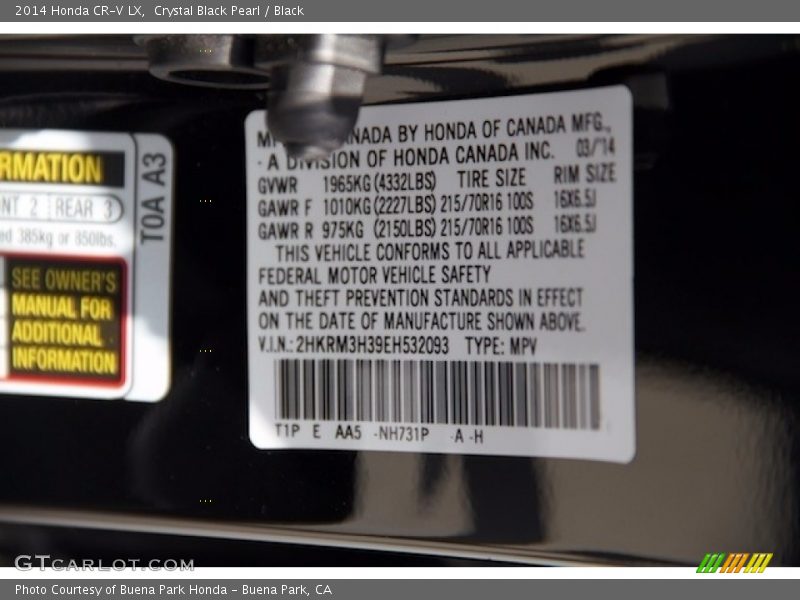 2014 Honda CR-V LX, Crystal Black Pearl / Black
CANADA BY HONDA OF CANADA MFG.,
- A DIVISION OF HONDA CANADA INC. 03/14
GVWR 1965KG (4332LBS) TIRE SIZE RIM SIZE
GAWR F 1010KG (2227LBS) 215/70R16 100S 16X6.5J
GAWR R 975KG (2150LBS) 215/70R16 100S 16X6.5J
THIS VEHICLE CONFORMS TO ALL APPLICABLE
FEDERAL MOTOR VEHICLE SAFETY
AND THEFT PREVENTION STANDARDS IN EFFECT
ON THE DATE OF MANUFACTURE SHOWN ABOVE.
V.I.N.: 2HKRM3H39EH532093 TYPE: MPV
T1P E AA5 -NH731P -A -H
RMATION
NT 2 REAR 3
ed 385kg or 850lbs.
SEE OWNER'S
MANUAL FOR
ADDITIONAL
INFORMATION
T0A A3
GTCARLOT.COM
Photo Courtesy of Buena Park Honda - Buena Park, CA